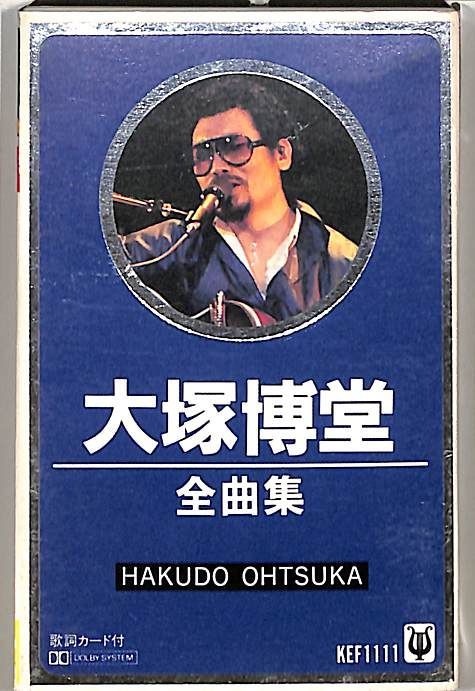 大塚博堂
全曲集
HAKUDO OHTSUKA
歌詞カード付
DOLBY SYSTEM
KEF1111